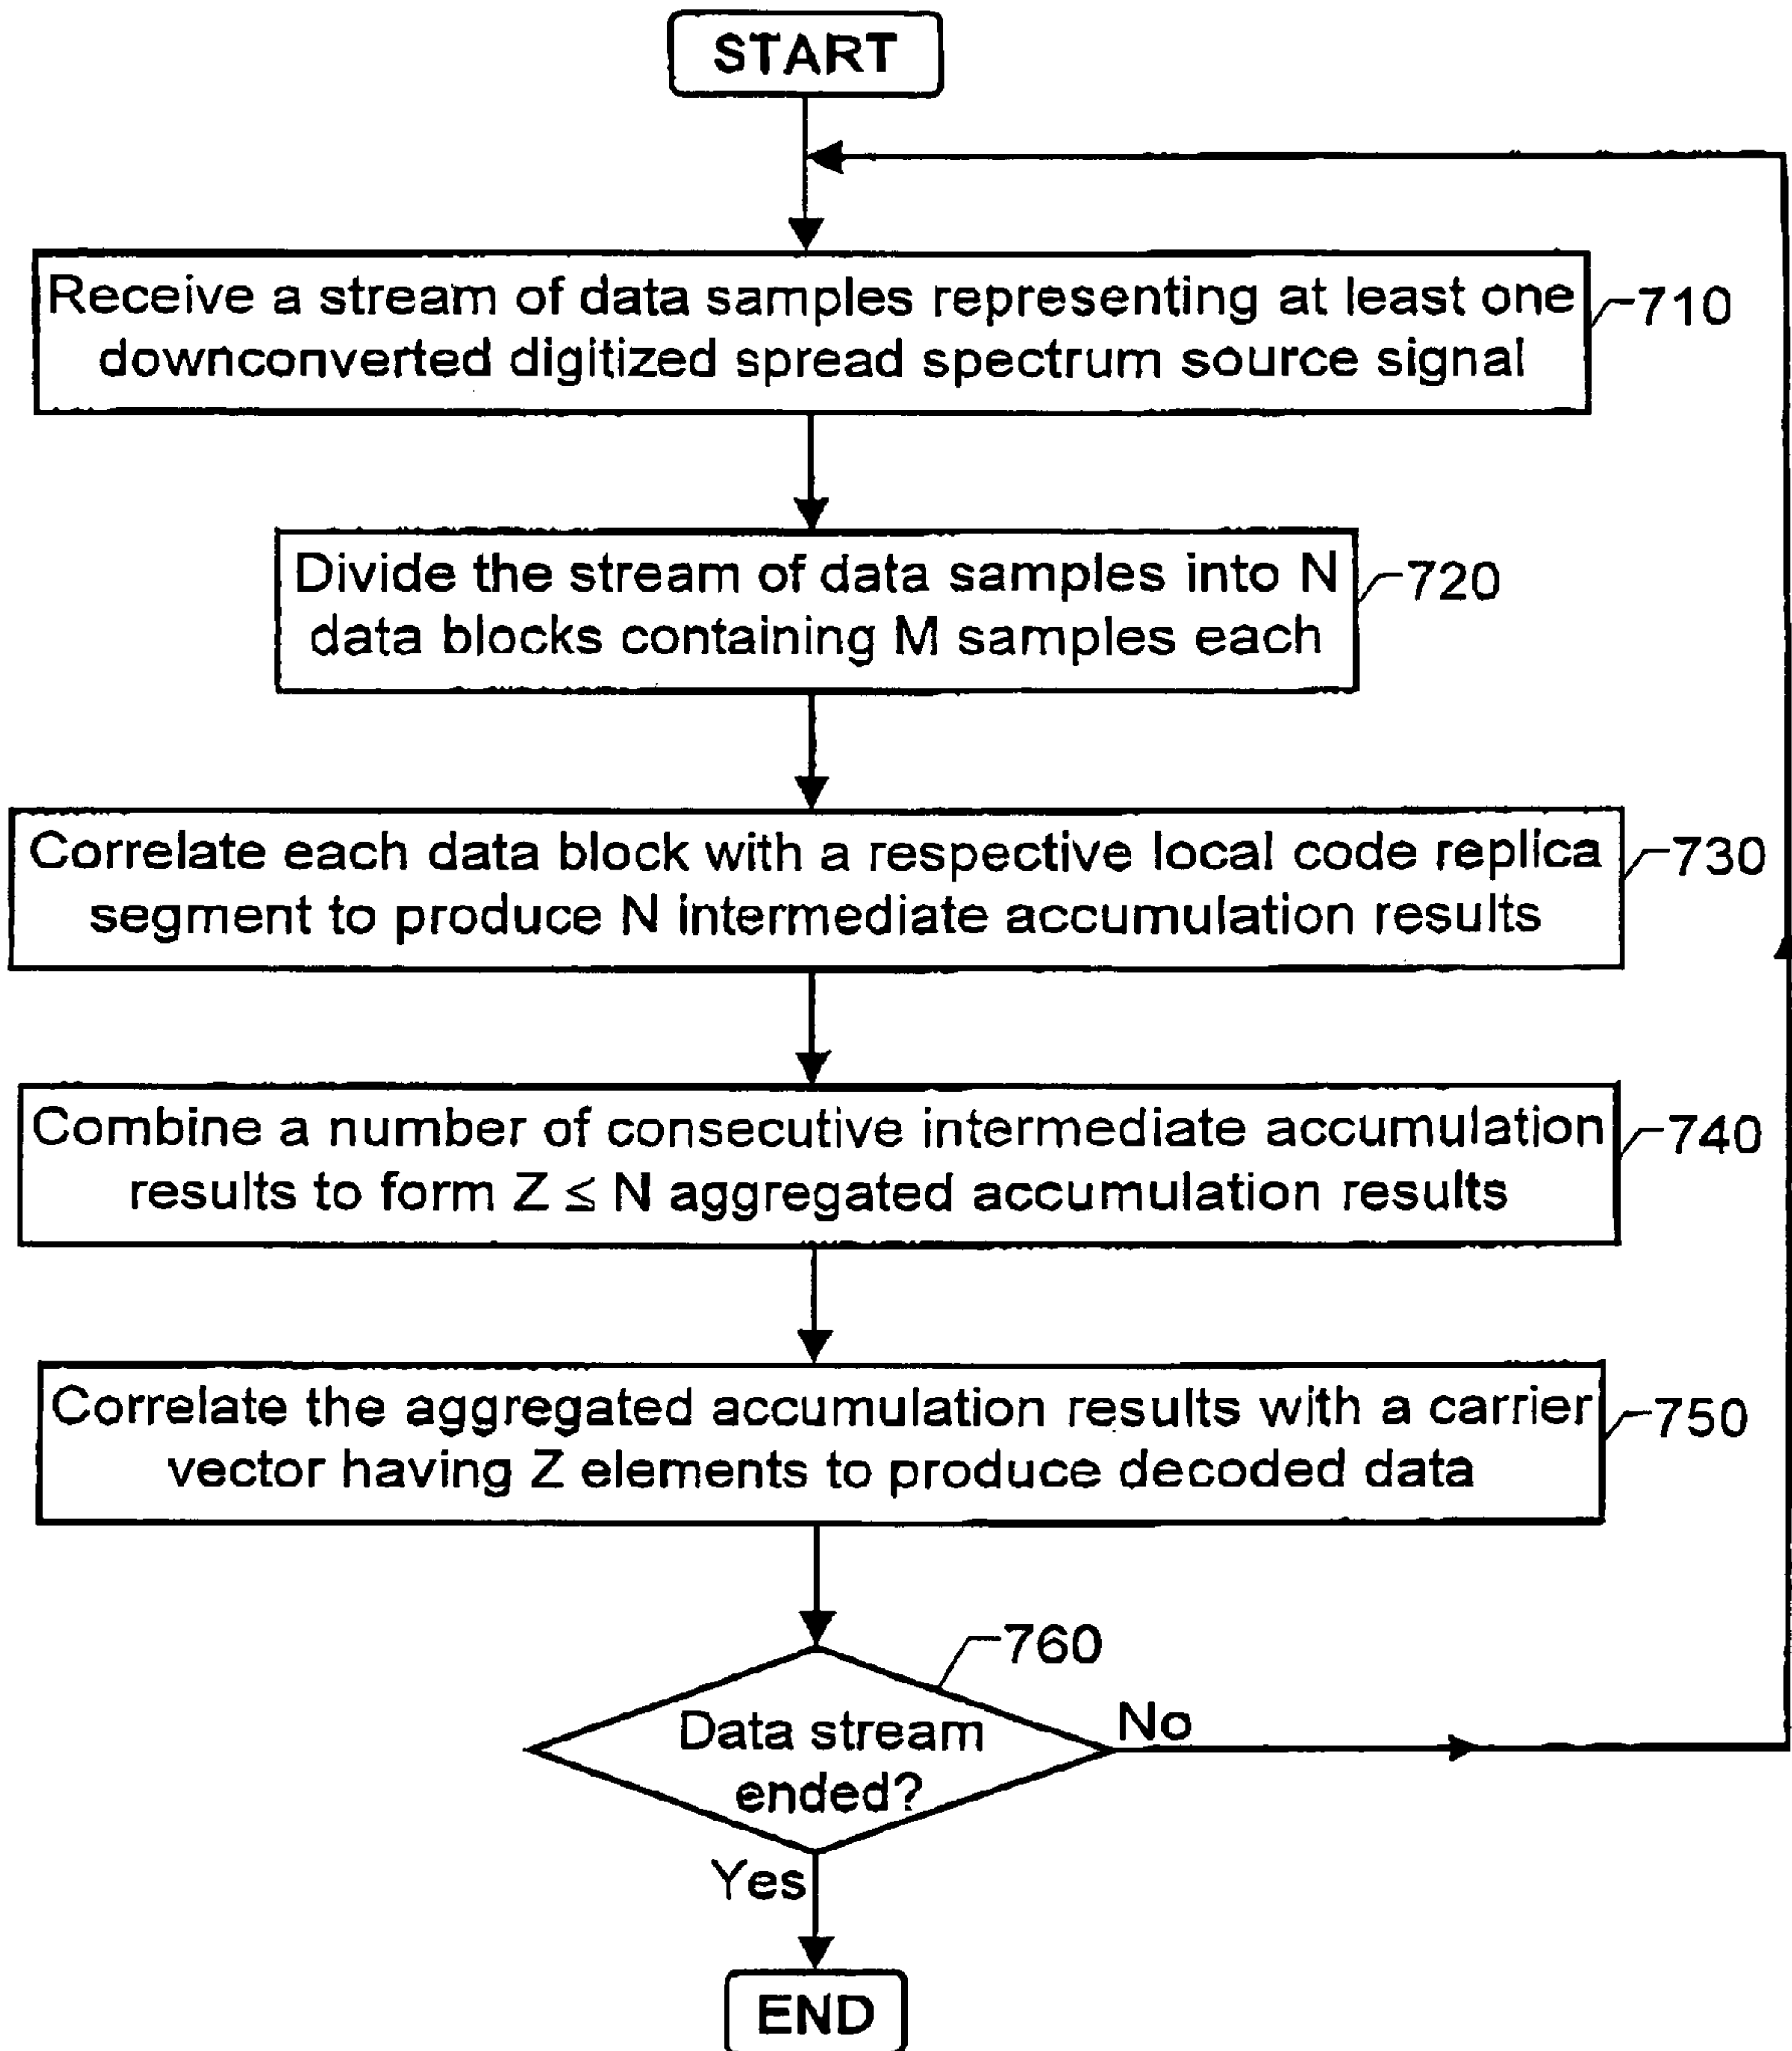 START
Receive a stream of data samples representing at least one
downconverted digitized spread spectrum source signal
710
Divide the stream of data samples into N
data blocks containing M samples each
720
Correlate each data block with a respective local code replica
segment to produce N intermediate accumulation results
730
Combine a number of consecutive intermediate accumulation
results to form Z ≤ N aggregated accumulation results
740
Correlate the aggregated accumulation results with a carrier
vector having Z elements to produce decoded data
750
760
Data stream
ended?
No
Yes
END